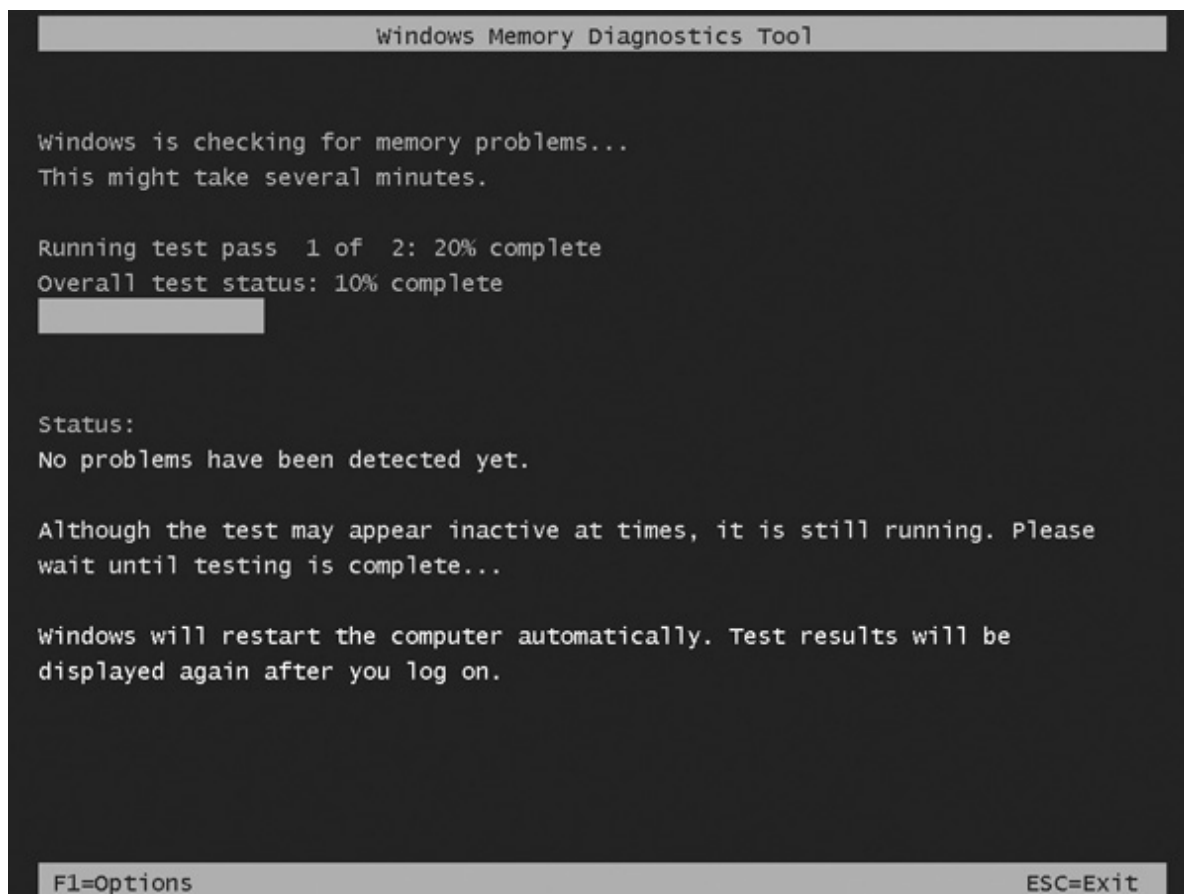 Windows Memory Diagnostics Tool
Windows is checking for memory problems...
This might take several minutes.
Running test pass  1 of  2: 20% complete
Overall test status: 10% complete
Status:
No problems have been detected yet.
Although the test may appear inactive at times, it is still running. Please
wait until testing is complete...
Windows will restart the computer automatically. Test results will be
displayed again after you log on.
F1=Options ESC=Exit